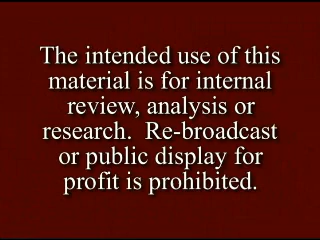 The intended use of this
material is for internal
review, analysis or
research.  Re-broadcast
or public display for
profit is prohibited.